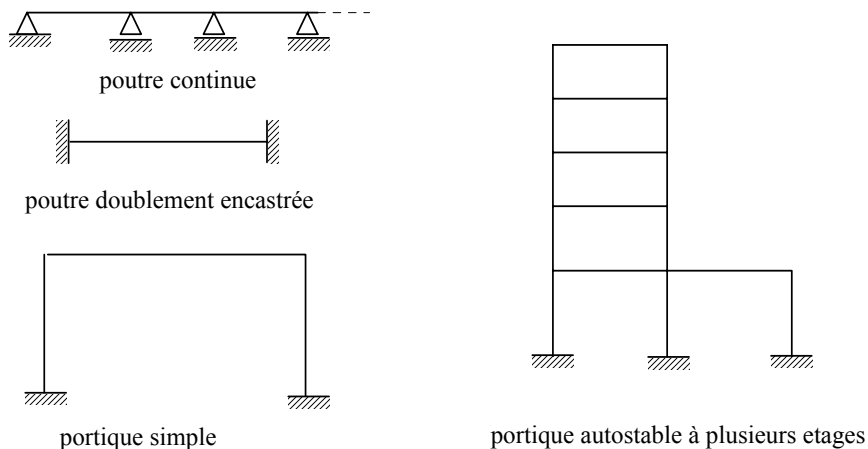 poutre continue
poutre doublement encastrée
portique simple
portique autostable à plusieurs etages